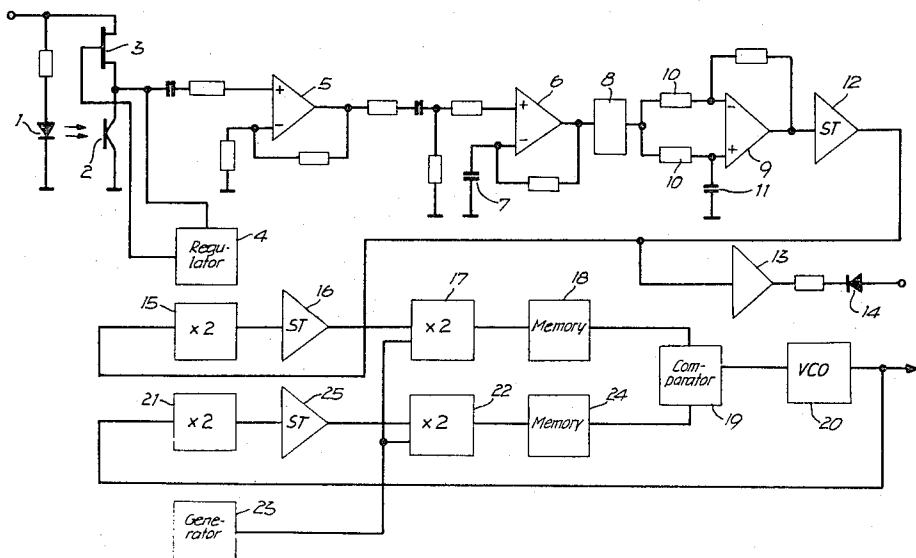 3
1
2
Regu-
lator
4
+
-
5
+
-
6
7
8
10
10
-
+
9
11
ST
12
13
14
15
x 2
ST
16
17
x 2
18
Memory
Com-
parator
19
VCO
20
21
x 2
ST
25
x 2
22
Memory
24
Gene-
rator
23